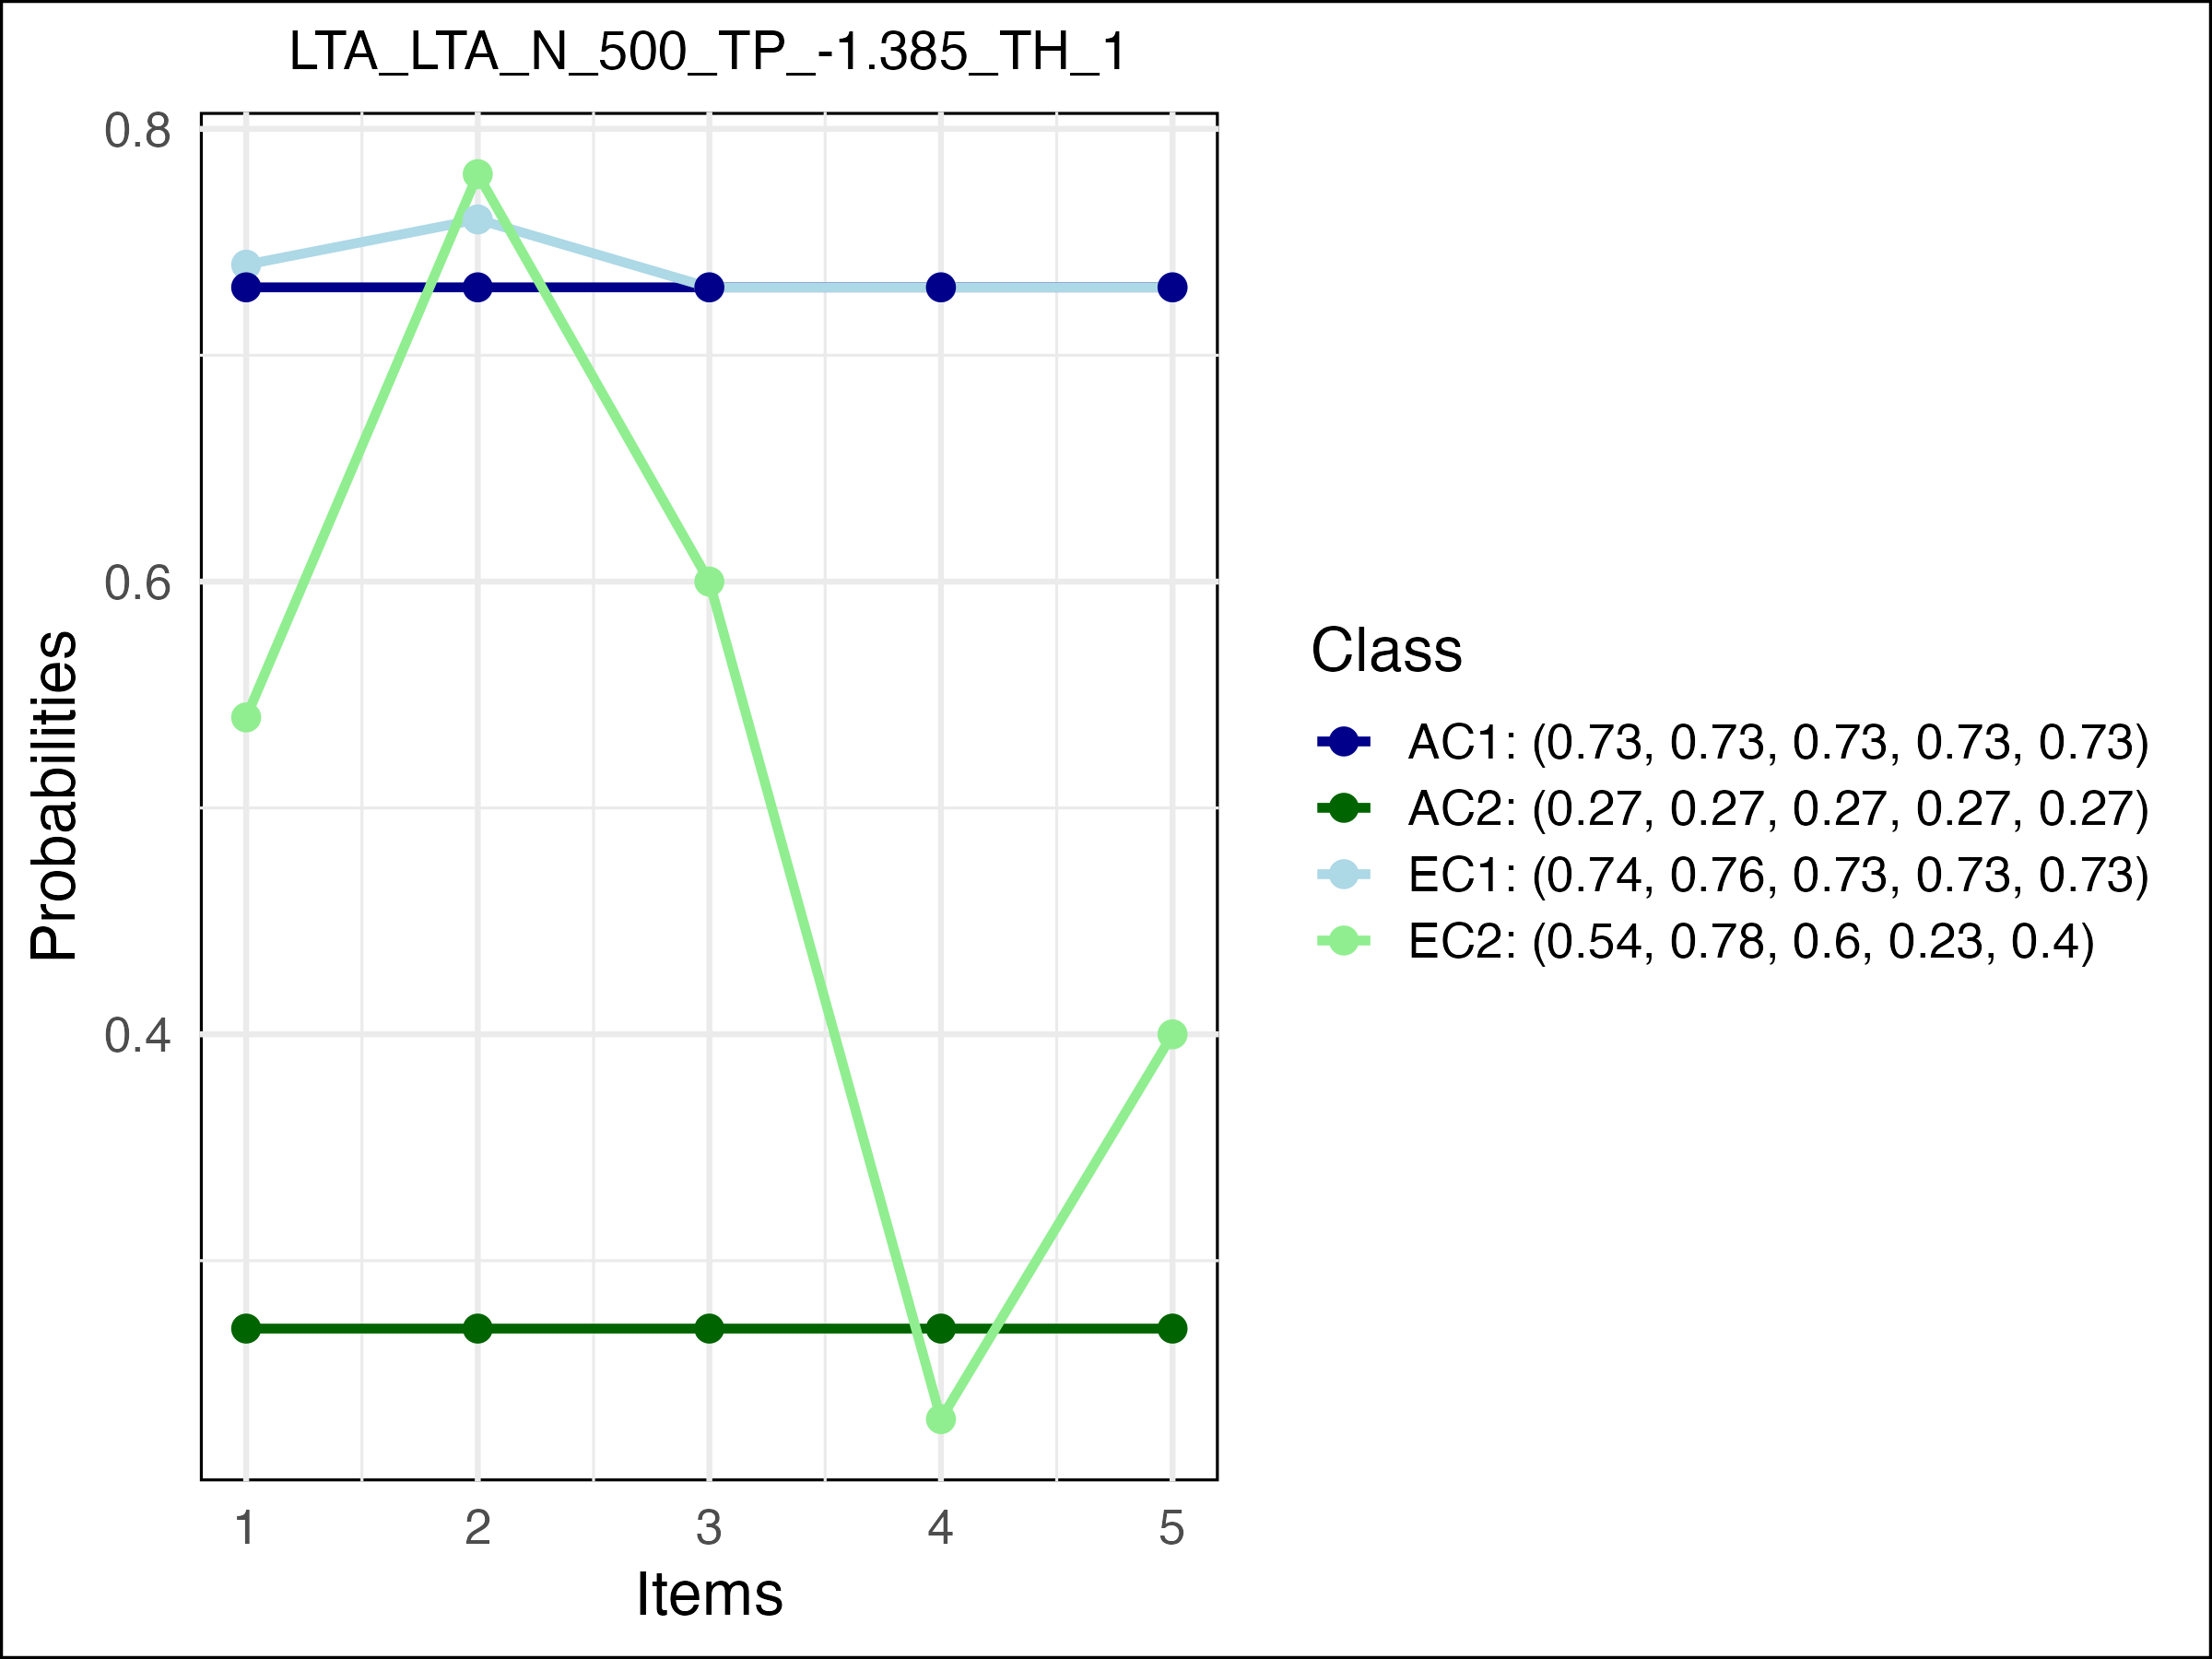 LTA_LTA_N_500_TP_-1.385_TH_1
0.8
0.6
0.4
Probabilities
1 2 3 4 5
Items
Class
AC1: (0.73, 0.73, 0.73, 0.73, 0.73)
AC2: (0.27, 0.27, 0.27, 0.27, 0.27)
EC1: (0.74, 0.76, 0.73, 0.73, 0.73)
EC2: (0.54, 0.78, 0.6, 0.23, 0.4)